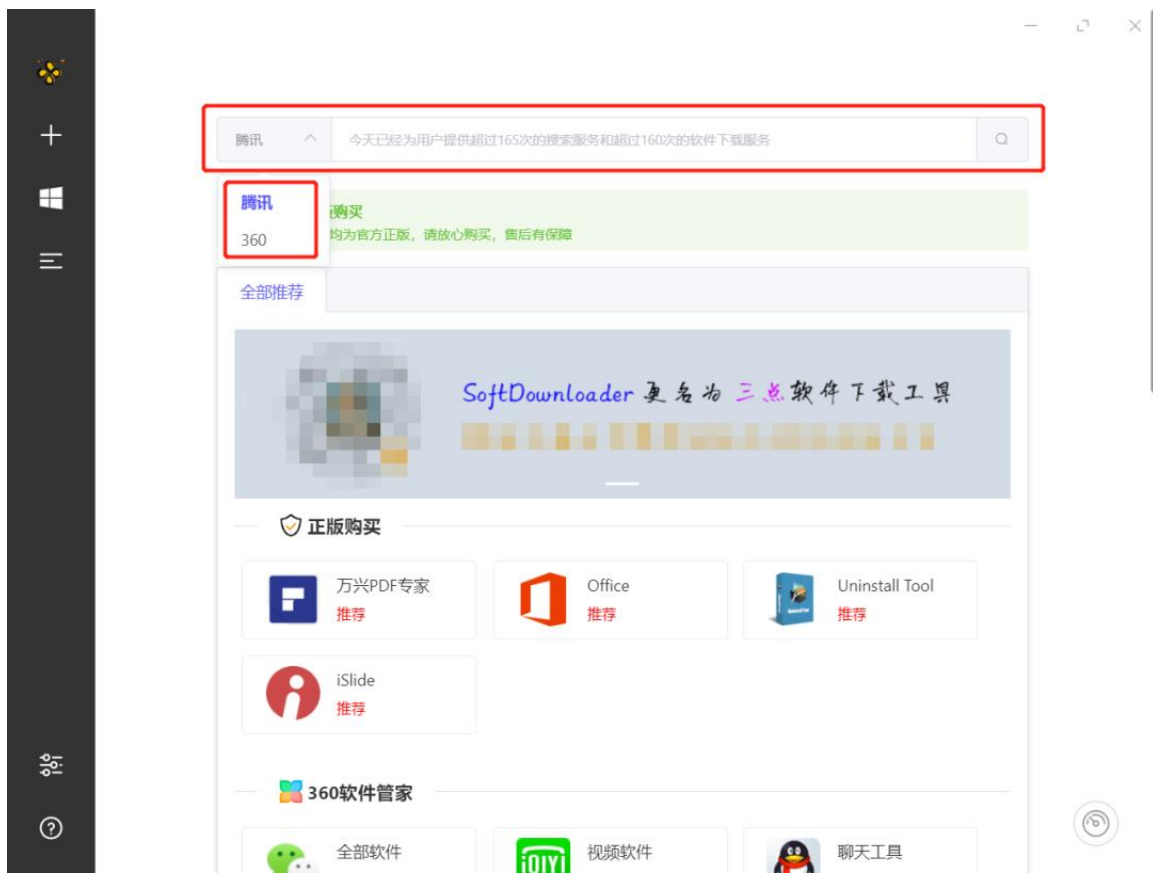 腾讯
今天已经为用户提供超过165次的搜索服务和超过160次的软件下载服务
腾讯
360
购买
均为官方正版，请放心购买，售后有保障
全部推荐
SoftDownloader 更名为 三点软件下载工具
正版购买
万兴PDF专家
推荐
Office
推荐
Uninstall Tool
推荐
iSlide
推荐
360软件管家
全部软件
iQIYI
视频软件
聊天工具